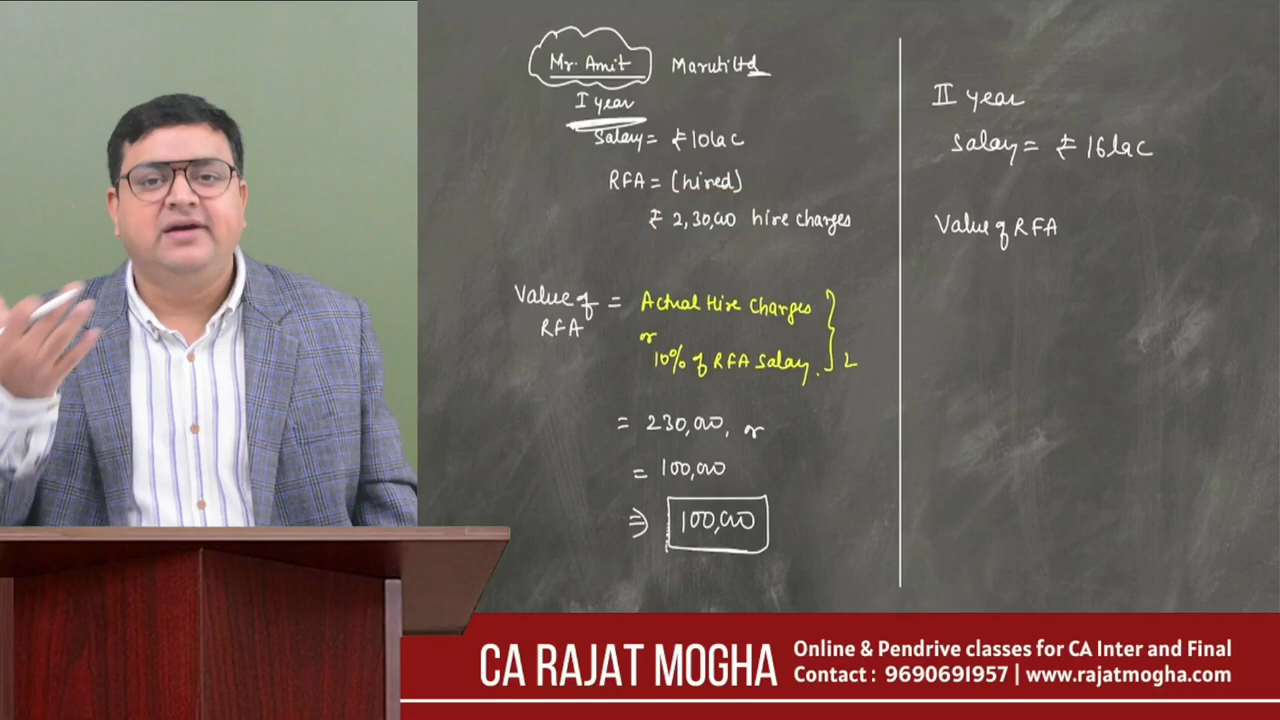 Mr. Amit Maruti Ltd
I year
Salary = ₹10lac
RFA = (hired)
₹ 2,30,000 hire charges
Value of RFA = Actual Hire Charges
or
10% of RFA Salary. } L
= 230,000, or
= 100,000
⇒ 100,000
II year
Salary = ₹ 16lac
Value of RFA
CA RAJAT MOGHA
Online & Pendrive classes for CA Inter and Final
Contact : 9690691957 | www.rajatmogha.com